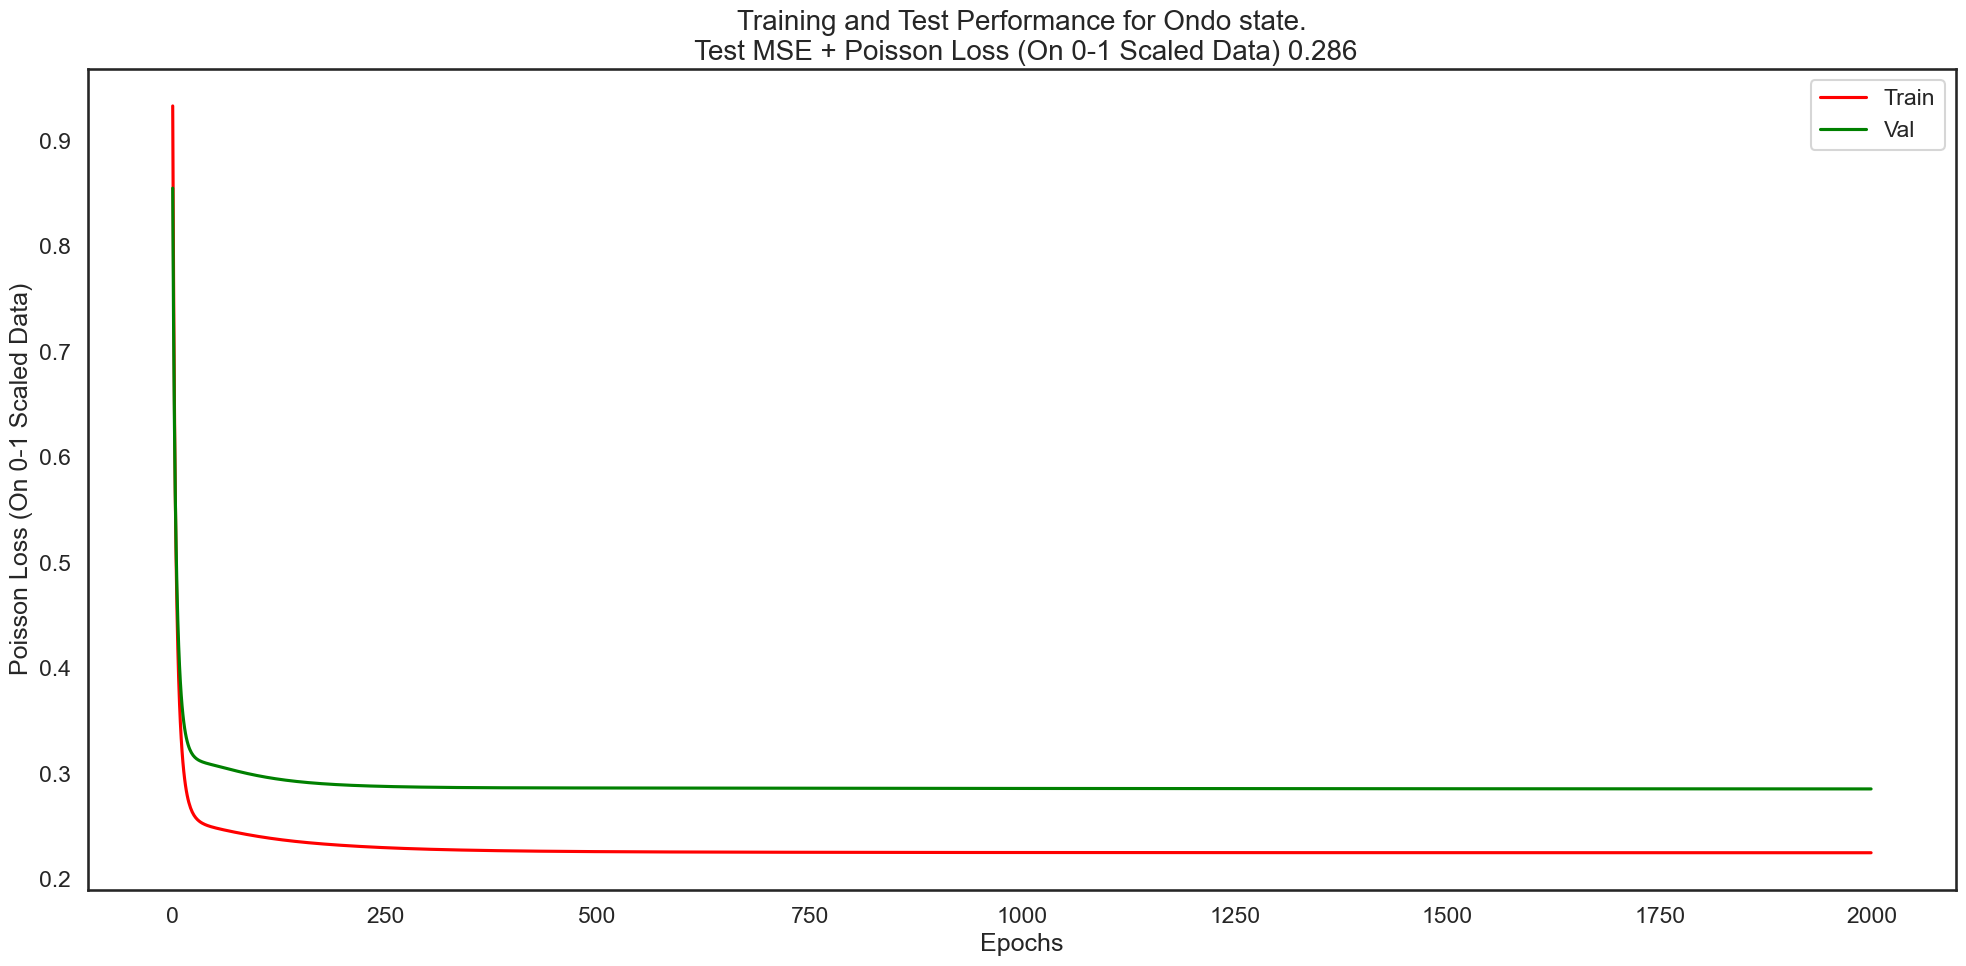 Training and Test Performance for Ondo state.
Test MSE + Poisson Loss (On 0-1 Scaled Data) 0.286
Train
Val
Poisson Loss (On 0-1 Scaled Data)
0.9
0.8
0.7
0.6
0.5
0.4
0.3
0.2
0 250 500 750 1000 1250 1500 1750 2000
Epochs